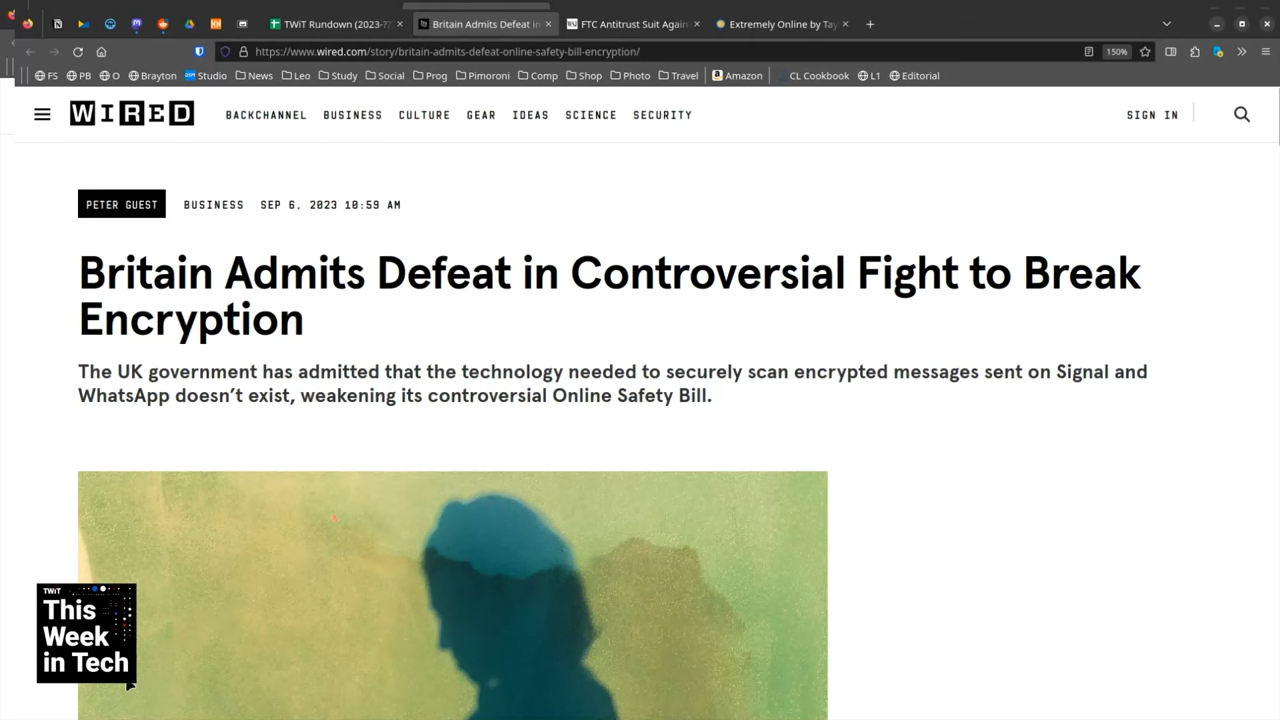 TWiT Rundown (2023-??
Britain Admits Defeat in
FTC Antitrust Suit Again
Extremely Online by Tay
https://www.wired.com/story/britain-admits-defeat-online-safety-bill-encryption/
150%
FS PB O Brayton Studio News Leo Study Social Prog Pimoroni Comp Shop Photo Travel Amazon CL Cookbook L1 Editorial
WIRED
BACKCHANNEL BUSINESS CULTURE GEAR IDEAS SCIENCE SECURITY
SIGN IN
PETER GUEST BUSINESS SEP 6, 2023 10:59 AM
Britain Admits Defeat in Controversial Fight to Break
Encryption
The UK government has admitted that the technology needed to securely scan encrypted messages sent on Signal and
WhatsApp doesn’t exist, weakening its controversial Online Safety Bill.
TWiT
This
Week
in Tech